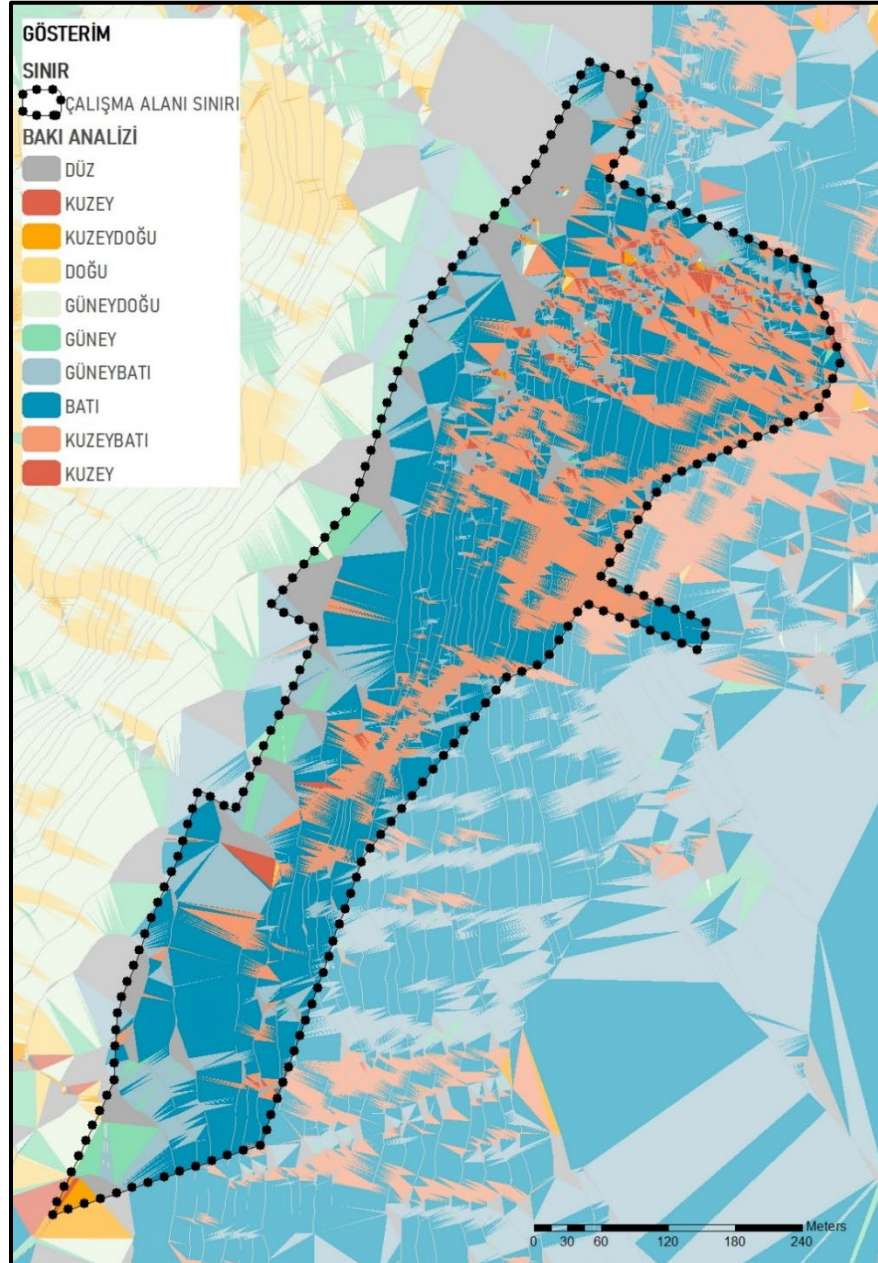 GÖSTERİM
SINIR
ÇALIŞMA ALANI SINIRI
BAKI ANALİZİ
DÜZ
KUZEY
KUZEYDOĞU
DOĞU
GÜNEYDOĞU
GÜNEY
GÜNEYBATI
BATI
KUZEYBATI
KUZEY
Meters
0 30 60 120 180 240